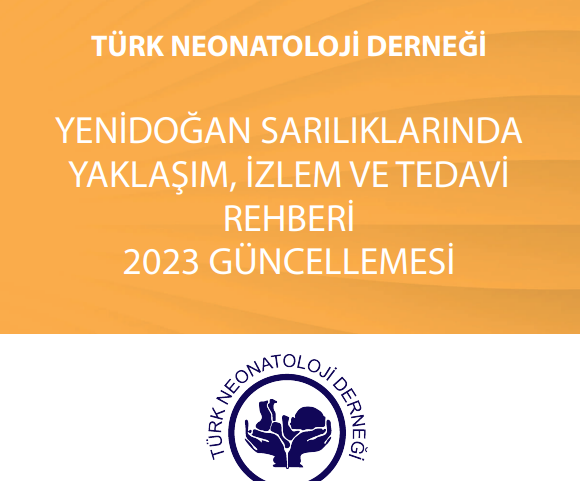 TÜRK NEONATOLOJİ DERNEĞİ
YENİDOĞAN SARILIKLARINDA
YAKLAŞIM, İZLEM VE TEDAVİ
REHBERİ
2023 GÜNCELLEMESİ
TÜRK NEONATOLOJİ DERNEĞİ